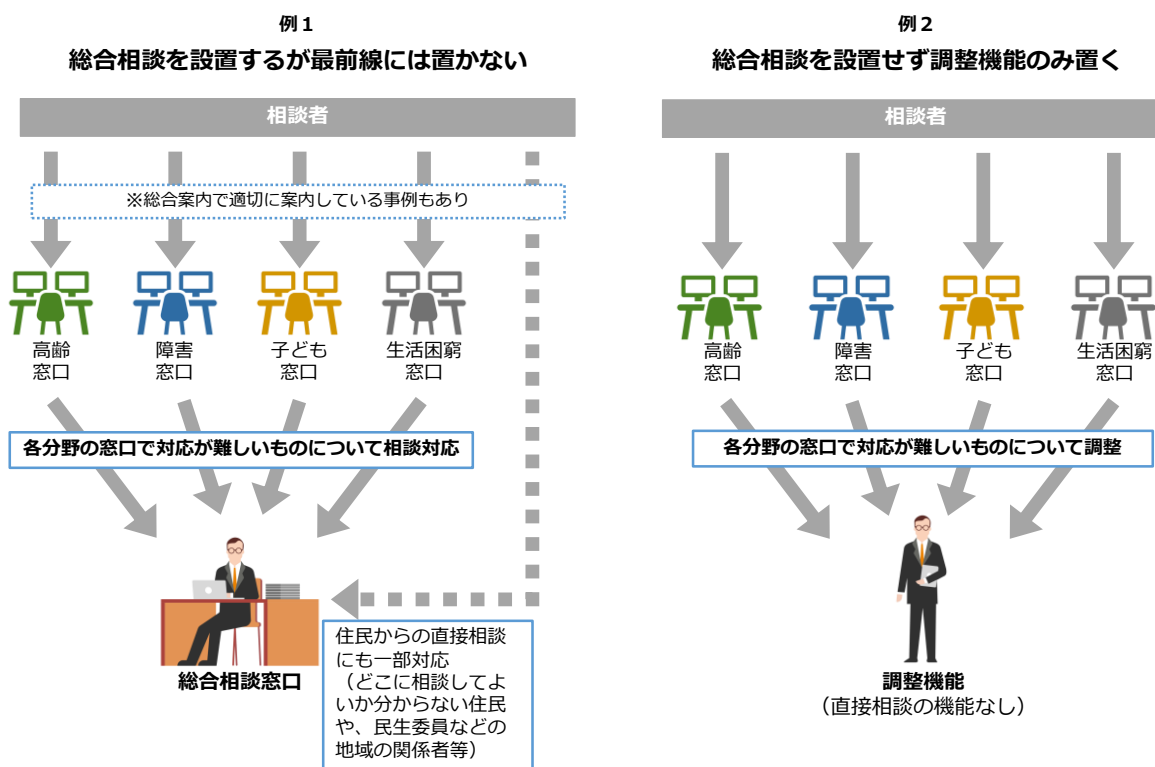 例１
総合相談を設置するが最前線には置かない
相談者
※総合案内で適切に案内している事例もあり
高齢
窓口
障害
窓口
子ども
窓口
生活困窮
窓口
各分野の窓口で対応が難しいものについて相談対応
総合相談窓口
住民からの直接相談
にも一部対応
（どこに相談してよ
いか分からない住民
や、民生委員などの
地域の関係者等）
例２
総合相談を設置せず調整機能のみ置く
相談者
高齢
窓口
障害
窓口
子ども
窓口
生活困窮
窓口
各分野の窓口で対応が難しいものについて調整
調整機能
（直接相談の機能なし）